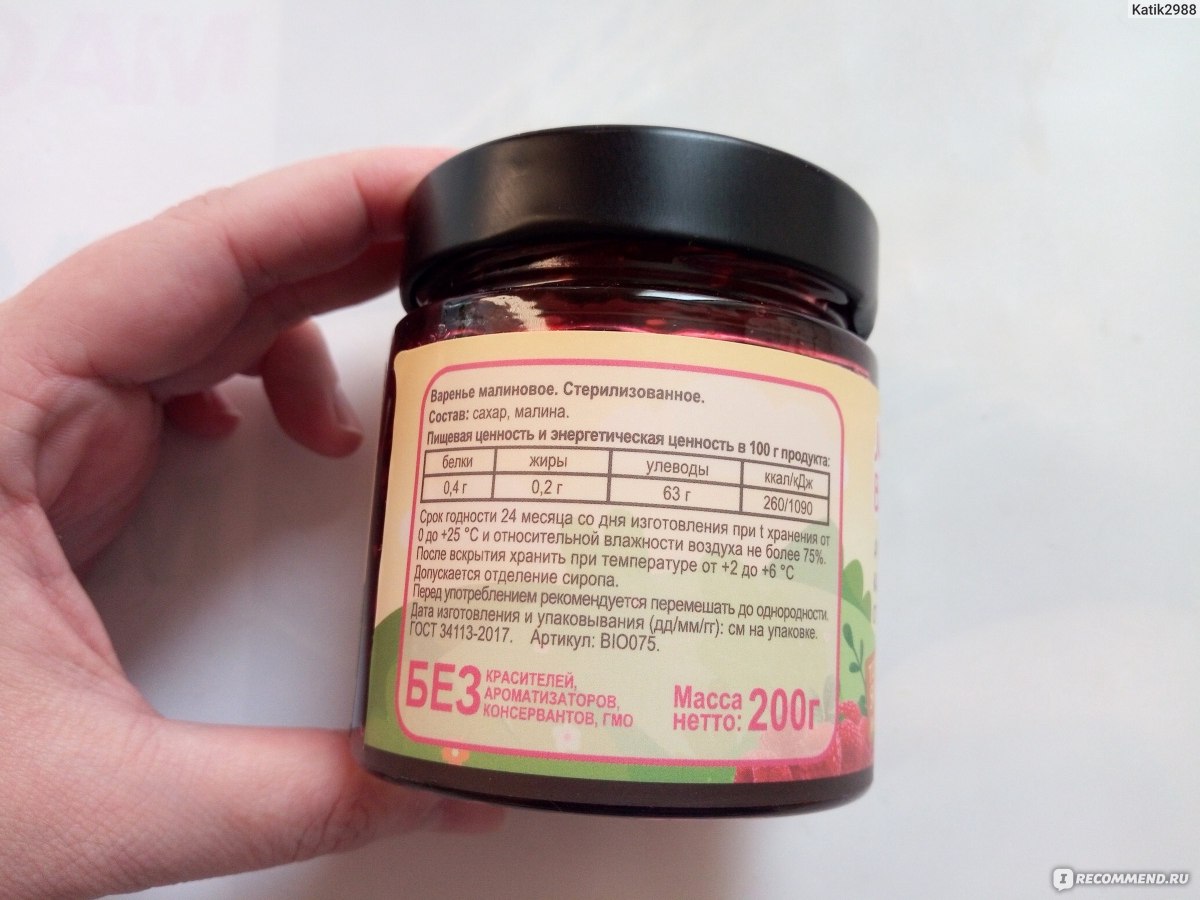 Katik2988
Варенье малиновое. Стерилизованное.
Состав: сахар, малина.
Пищевая ценность и энергетическая ценность в 100 г продукта:
белки жиры улеводы ккал/кДж
0,4 г 0,2 г 63 г 260/1090
Срок годности 24 месяца со дня изготовления при t хранения от
0 до +25 °С и относительной влажности воздуха не более 75%.
После вскрытия хранить при температуре от +2 до +6 °С
Допускается отделение сиропа.
Перед употреблением рекомендуется перемешать до однородности.
Дата изготовления и упаковывания (дд/мм/гг): см на упаковке.
ГОСТ 34113-2017. Артикул: BIO075.
БЕЗ КРАСИТЕЛЕЙ,
АРОМАТИЗАТОРОВ,
КОНСЕРВАНТОВ, ГМО
Масса
нетто: 200г
IRECOMMEND.RU